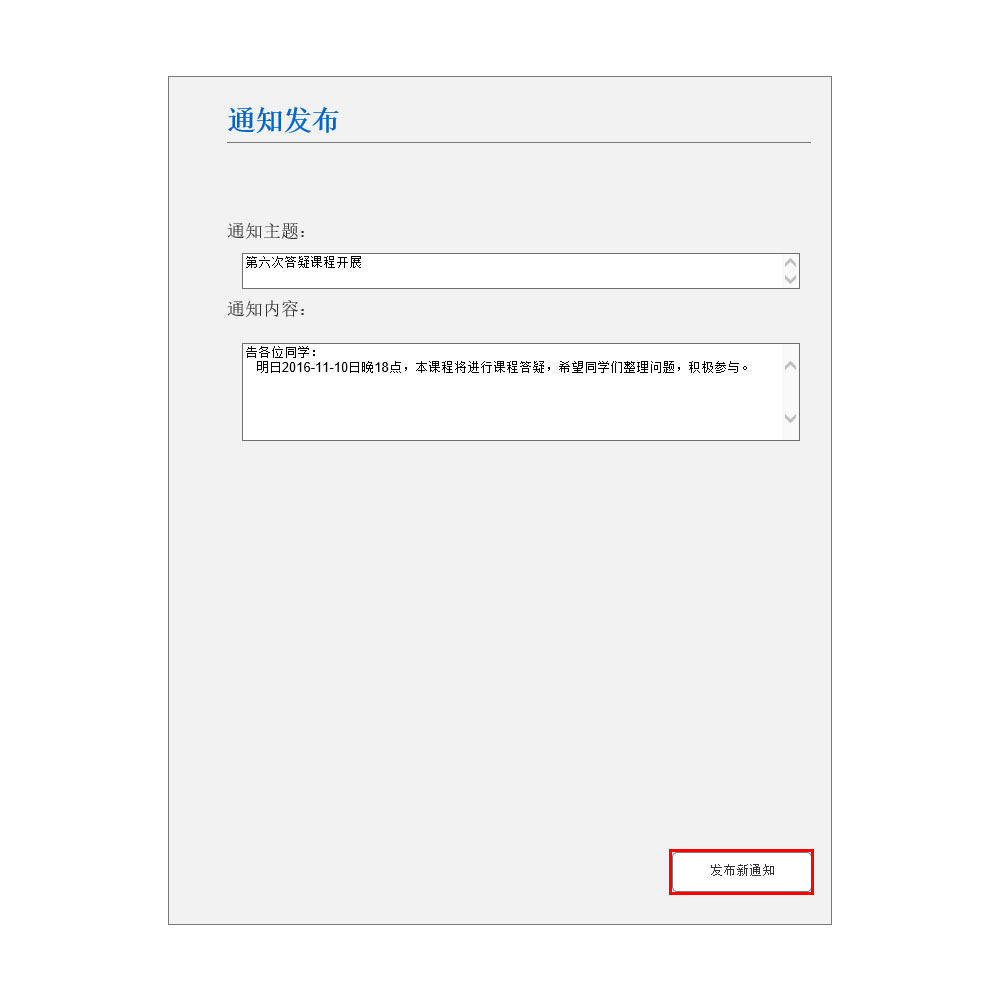 通知发布
通知主题：
第六次答疑课程开展
通知内容：
告各位同学：
明日2016-11-10日晚18点，本课程将进行课程答疑，希望同学们整理问题，积极参与。
发布新通知